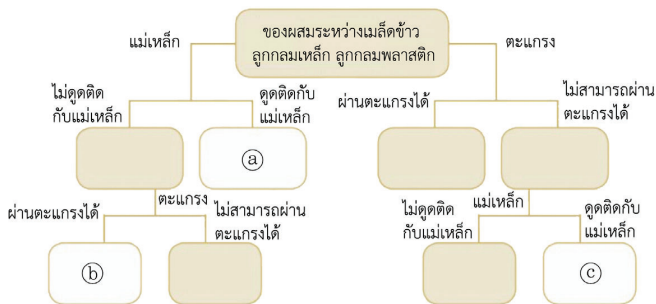 ของผสมระหว่างเมล็ดข้าว
ลูกกลมเหล็ก ลูกกลมพลาสติก
แม่เหล็ก
ตะแกรง
ไม่ดูดติด
กับแม่เหล็ก
ดูดติดกับ
แม่เหล็ก
ผ่านตะแกรงได้
ไม่สามารถผ่าน
ตะแกรงได้
ⓐ
ตะแกรง
ผ่านตะแกรงได้
ไม่สามารถผ่าน
ตะแกรงได้
แม่เหล็ก
ไม่ดูดติด
กับแม่เหล็ก
ดูดติดกับ
แม่เหล็ก
ⓑ
ⓒ